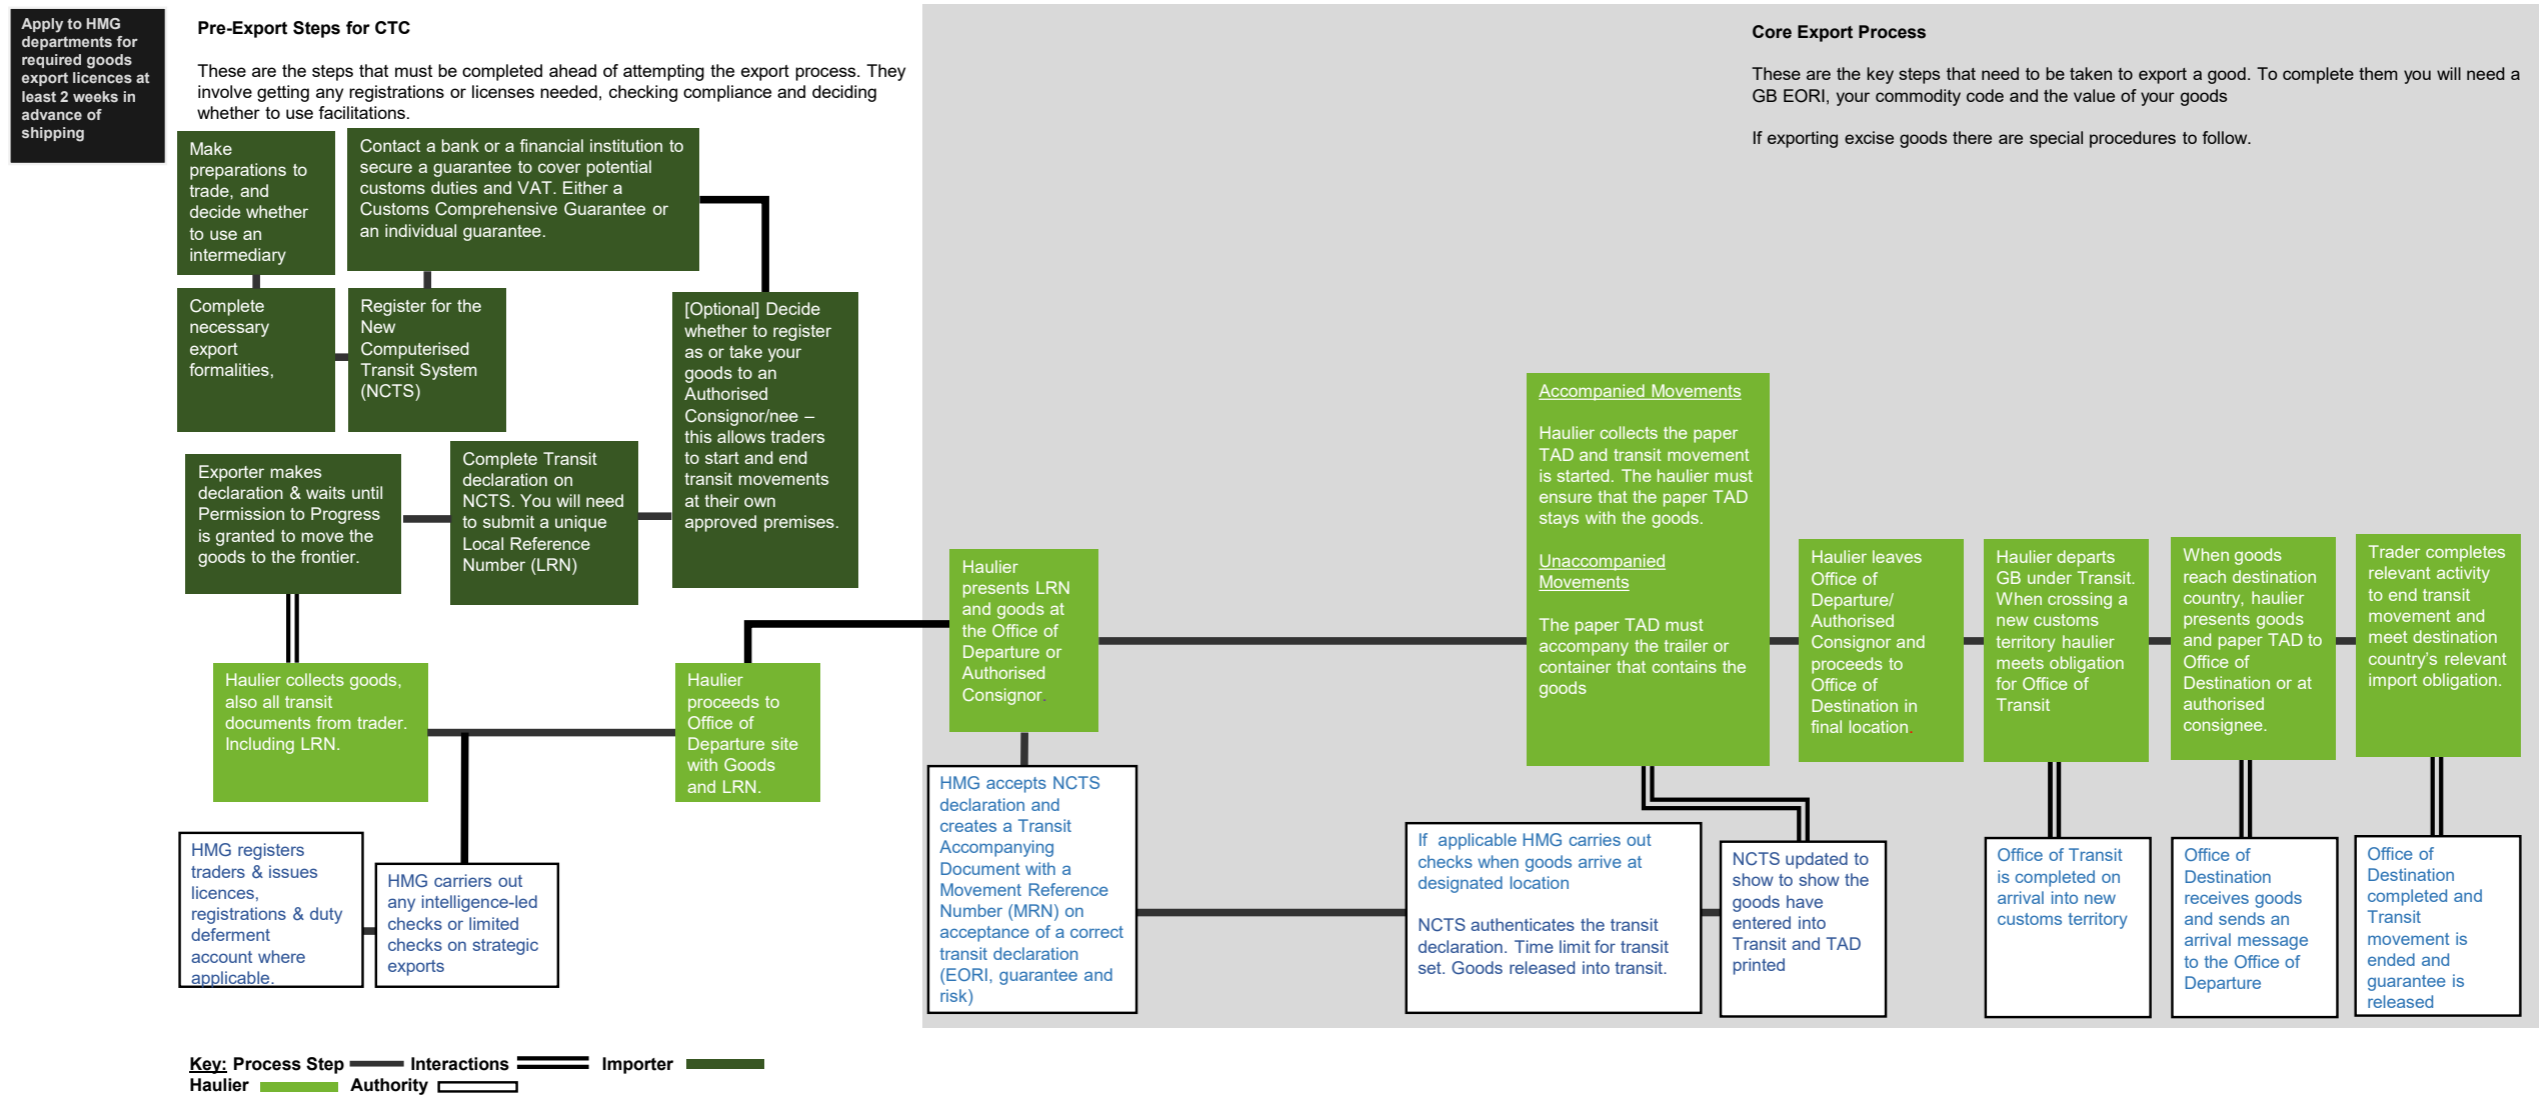 Apply to HMG
departments for
required goods
export licences at
least 2 weeks in
advance of
shipping
Pre-Export Steps for CTC
These are the steps that must be completed ahead of attempting the export process. They
involve getting any registrations or licenses needed, checking compliance and deciding
whether to use facilitations.
Core Export Process
These are the key steps that need to be taken to export a good. To complete them you will need a
GB EORI, your commodity code and the value of your goods
If exporting excise goods there are special procedures to follow.
Make
preparations to
trade, and
decide whether
to use an
intermediary
Contact a bank or a financial institution to
secure a guarantee to cover potential
customs duties and VAT. Either a
Customs Comprehensive Guarantee or
an individual guarantee.
Complete
necessary
export
formalities,
Register for the
New
Computerised
Transit System
(NCTS)
[Optional] Decide
whether to register
as or take your
goods to an
Authorised
Consignor/nee –
this allows traders
to start and end
transit movements
at their own
approved premises.
Exporter makes
declaration & waits until
Permission to Progress
is granted to move the
goods to the frontier.
Complete Transit
declaration on
NCTS. You will need
to submit a unique
Local Reference
Number (LRN)
Haulier collects goods,
also all transit
documents from trader.
Including LRN.
Haulier
proceeds to
Office of
Departure site
with Goods
and LRN.
HMG registers
traders & issues
licences,
registrations & duty
deferment
account where
applicable.
HMG carriers out
any intelligence-led
checks or limited
checks on strategic
exports
Haulier
presents LRN
and goods at
the Office of
Departure or
Authorised
Consignor.
Accompanied Movements
Haulier collects the paper
TAD and transit movement
is started. The haulier must
ensure that the paper TAD
stays with the goods.
Unaccompanied
Movements
The paper TAD must
accompany the trailer or
container that contains the
goods
Haulier leaves
Office of
Departure/
Authorised
Consignor and
proceeds to
Office of
Destination in
final location.
Haulier departs
GB under Transit.
When crossing a
new customs
territory haulier
meets obligation
for Office of
Transit
When goods
reach destination
country, haulier
presents goods
and paper TAD to
Office of
Destination or at
authorised
consignee.
Trader completes
relevant activity
to end transit
movement and
meet destination
country's relevant
import obligation.
HMG accepts NCTS
declaration and
creates a Transit
Accompanying
Document with a
Movement Reference
Number (MRN) on
acceptance of a correct
transit declaration
(EORI, guarantee and
risk)
If  applicable HMG carries out
checks when goods arrive at
designated location
NCTS authenticates the transit
declaration. Time limit for transit
set. Goods released into transit.
NCTS updated to
show to show the
goods have
entered into
Transit and TAD
printed
Office of Transit
is completed on
arrival into new
customs territory
Office of
Destination
receives goods
and sends an
arrival message
to the Office of
Departure
Office of
Destination
completed and
Transit
movement is
ended and
guarantee is
released
Key: Process Step Interactions Importer
Haulier Authority